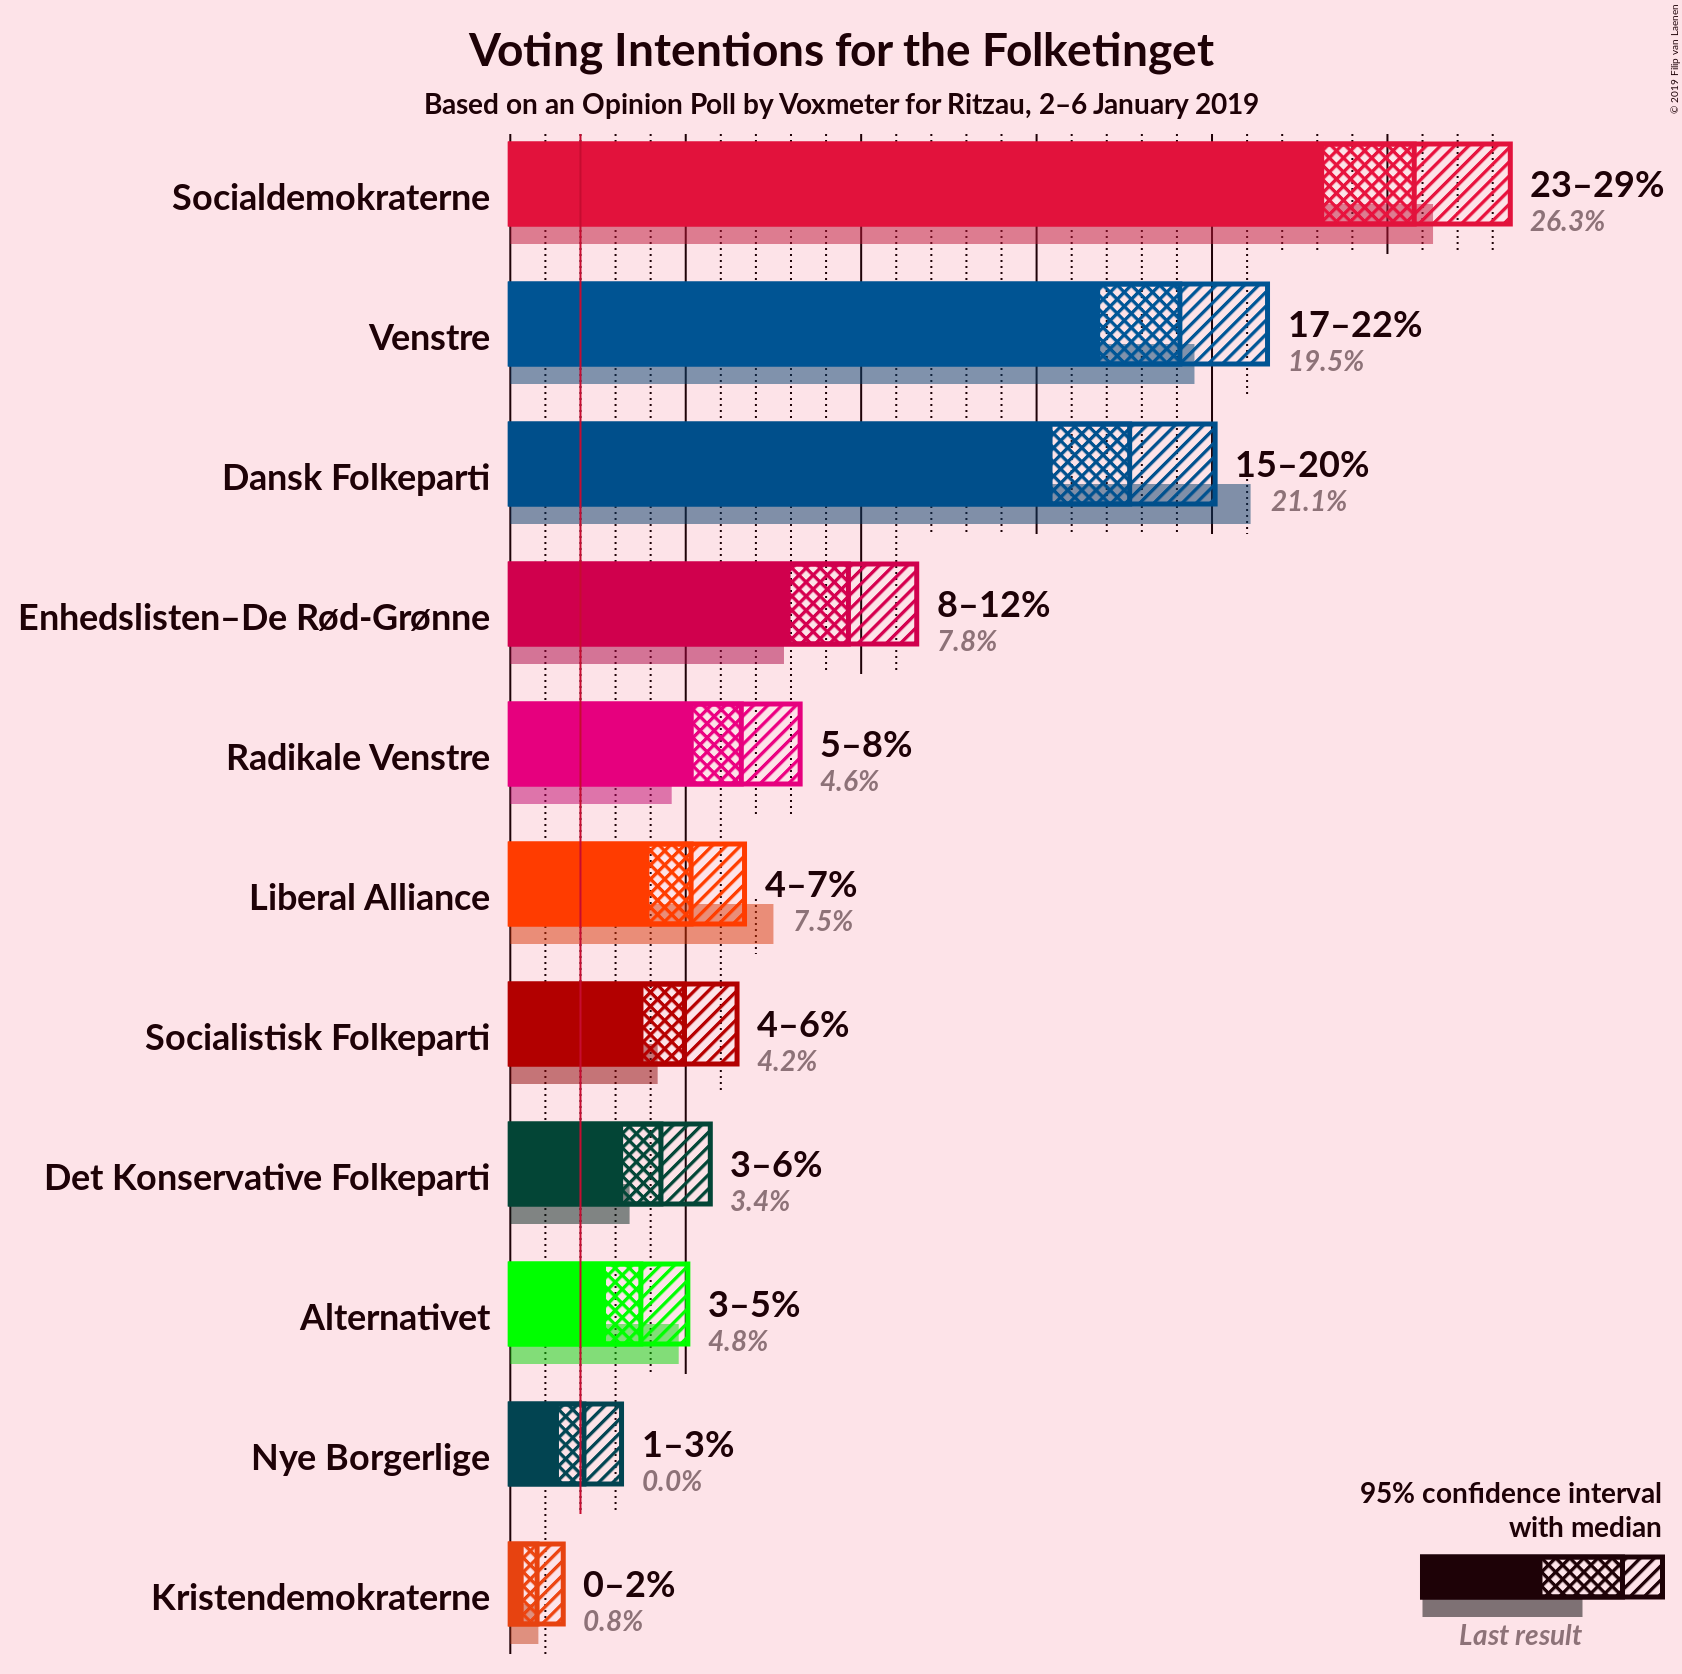 © 2019 Filip van Laenen
Voting Intentions for the Folketinget
Based on an Opinion Poll by Voxmeter for Ritzau, 2–6 January 2019
Socialdemokraterne
23–29%
26.3%
Venstre
17–22%
19.5%
Dansk Folkeparti
15–20%
21.1%
Enhedslisten–De Rød-Grønne
8–12%
7.8%
Radikale Venstre
5–8%
4.6%
Liberal Alliance
4–7%
7.5%
Socialistisk Folkeparti
4–6%
4.2%
Det Konservative Folkeparti
3–6%
3.4%
Alternativet
3–5%
4.8%
Nye Borgerlige
1–3%
0.0%
Kristendemokraterne
0–2%
0.8%
95% confidence interval
with median
Last result